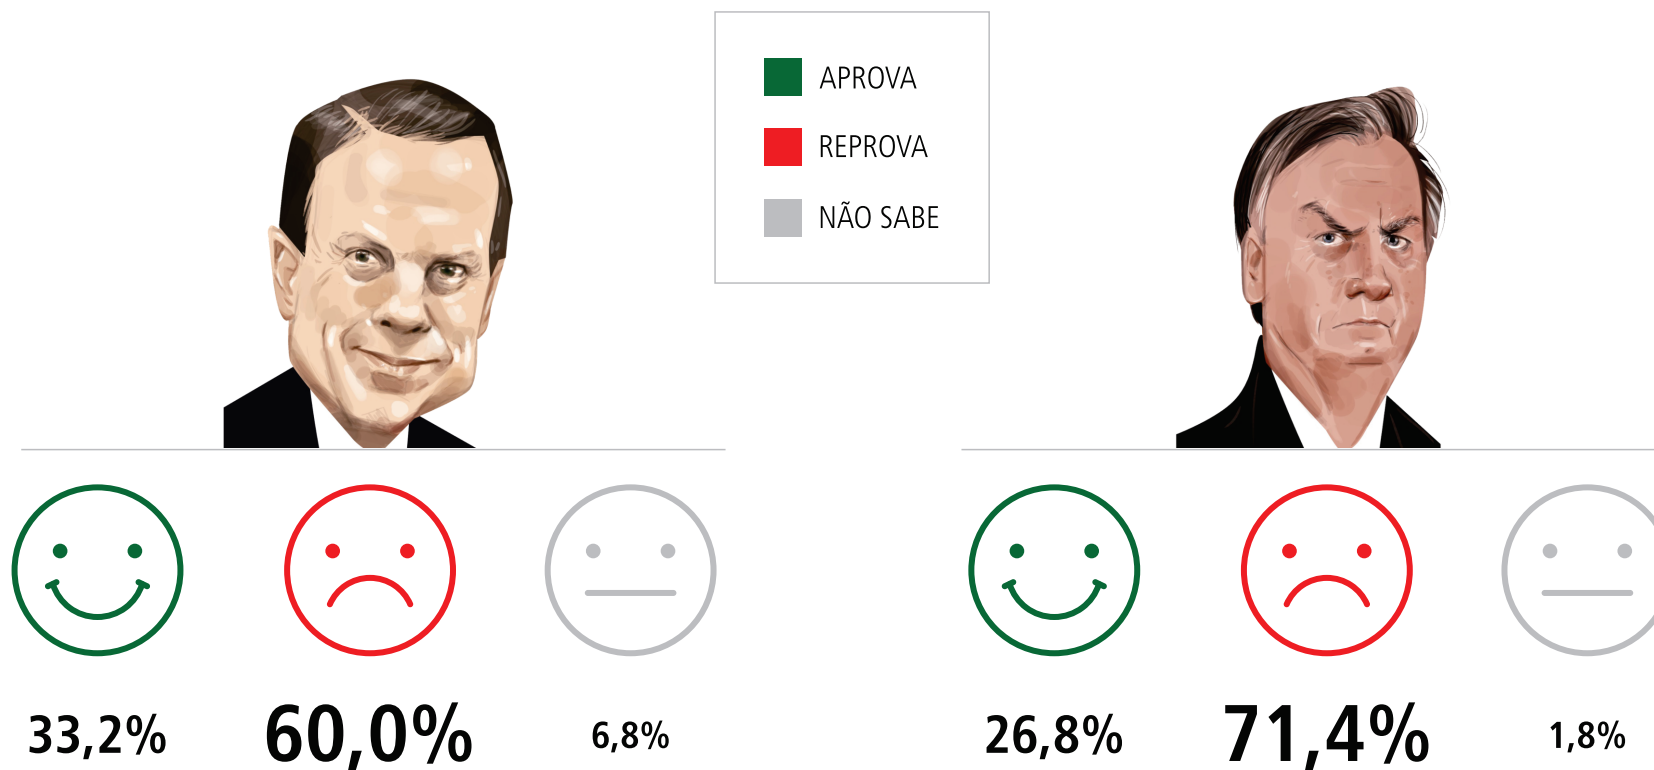 APROVA
REPROVA
NÃO SABE
33,2% 60,0% 6,8%
26,8% 71,4% 1,8%